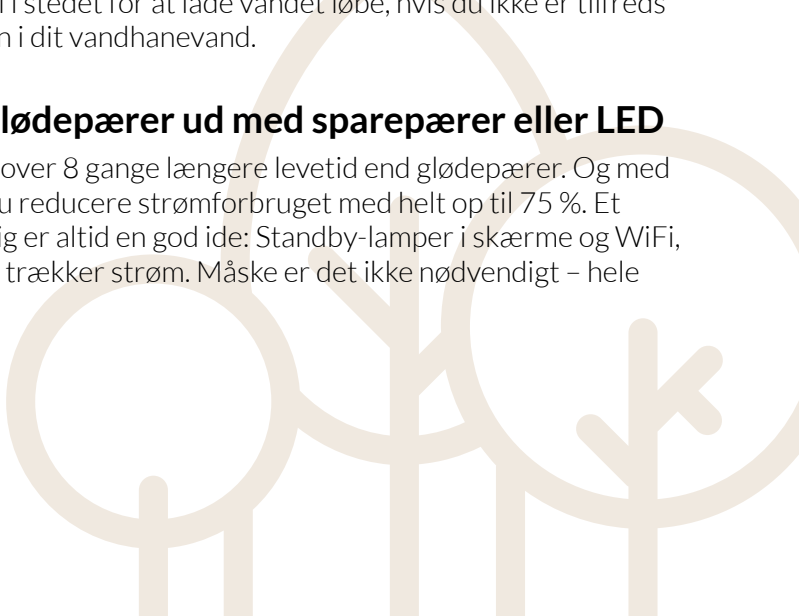 i stedet for at lade vandet løbe, hvis du ikke er tilfreds
i dit vandhanevand.
lødepærer ud med sparepærer eller LED
over 8 gange længere levetid end glødepærer. Og med
u reducere strømforbruget med helt op til 75 %. Et
ig er altid en god ide: Standby-lamper i skærme og WiFi,
trækker strøm. Måske er det ikke nødvendigt – hele